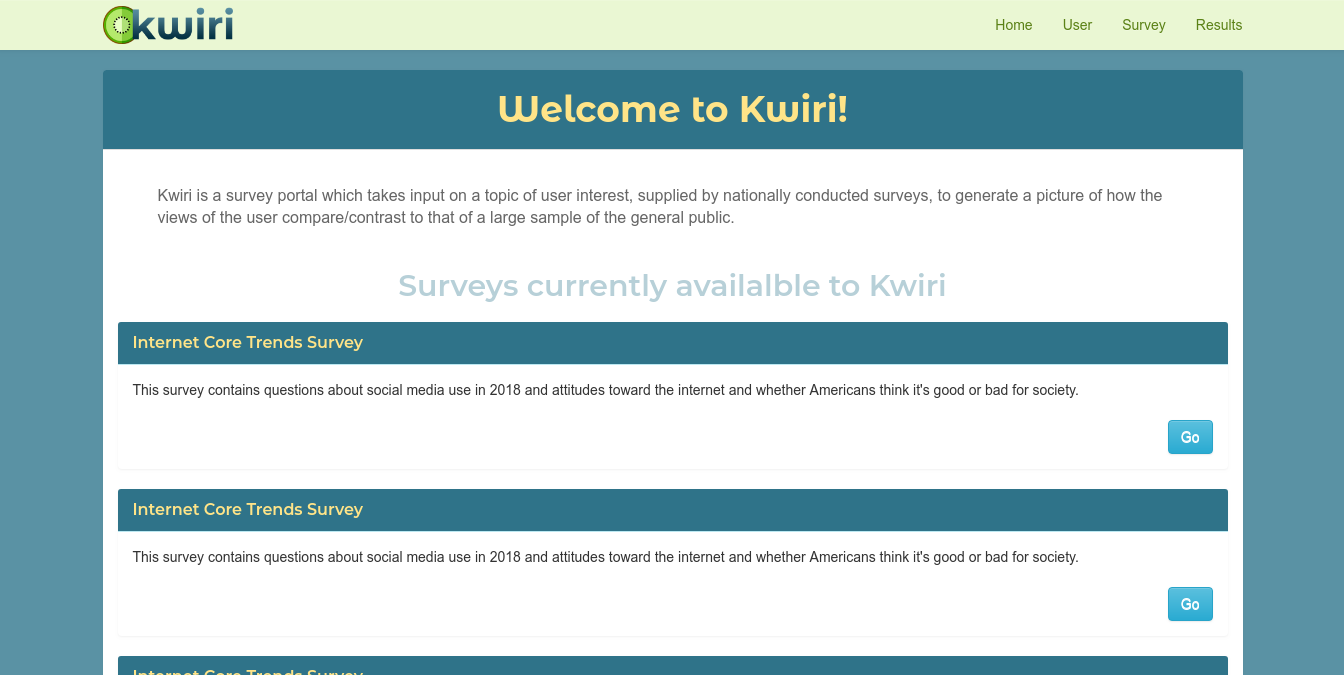 kwiri
Home User Survey Results
Welcome to Kwiri!
Kwiri is a survey portal which takes input on a topic of user interest, supplied by nationally conducted surveys, to generate a picture of how the
views of the user compare/contrast to that of a large sample of the general public.
Surveys currently availalble to Kwiri
Internet Core Trends Survey
This survey contains questions about social media use in 2018 and attitudes toward the internet and whether Americans think it's good or bad for society.
Go
Internet Core Trends Survey
This survey contains questions about social media use in 2018 and attitudes toward the internet and whether Americans think it's good or bad for society.
Go
Internet Core Trends Survey